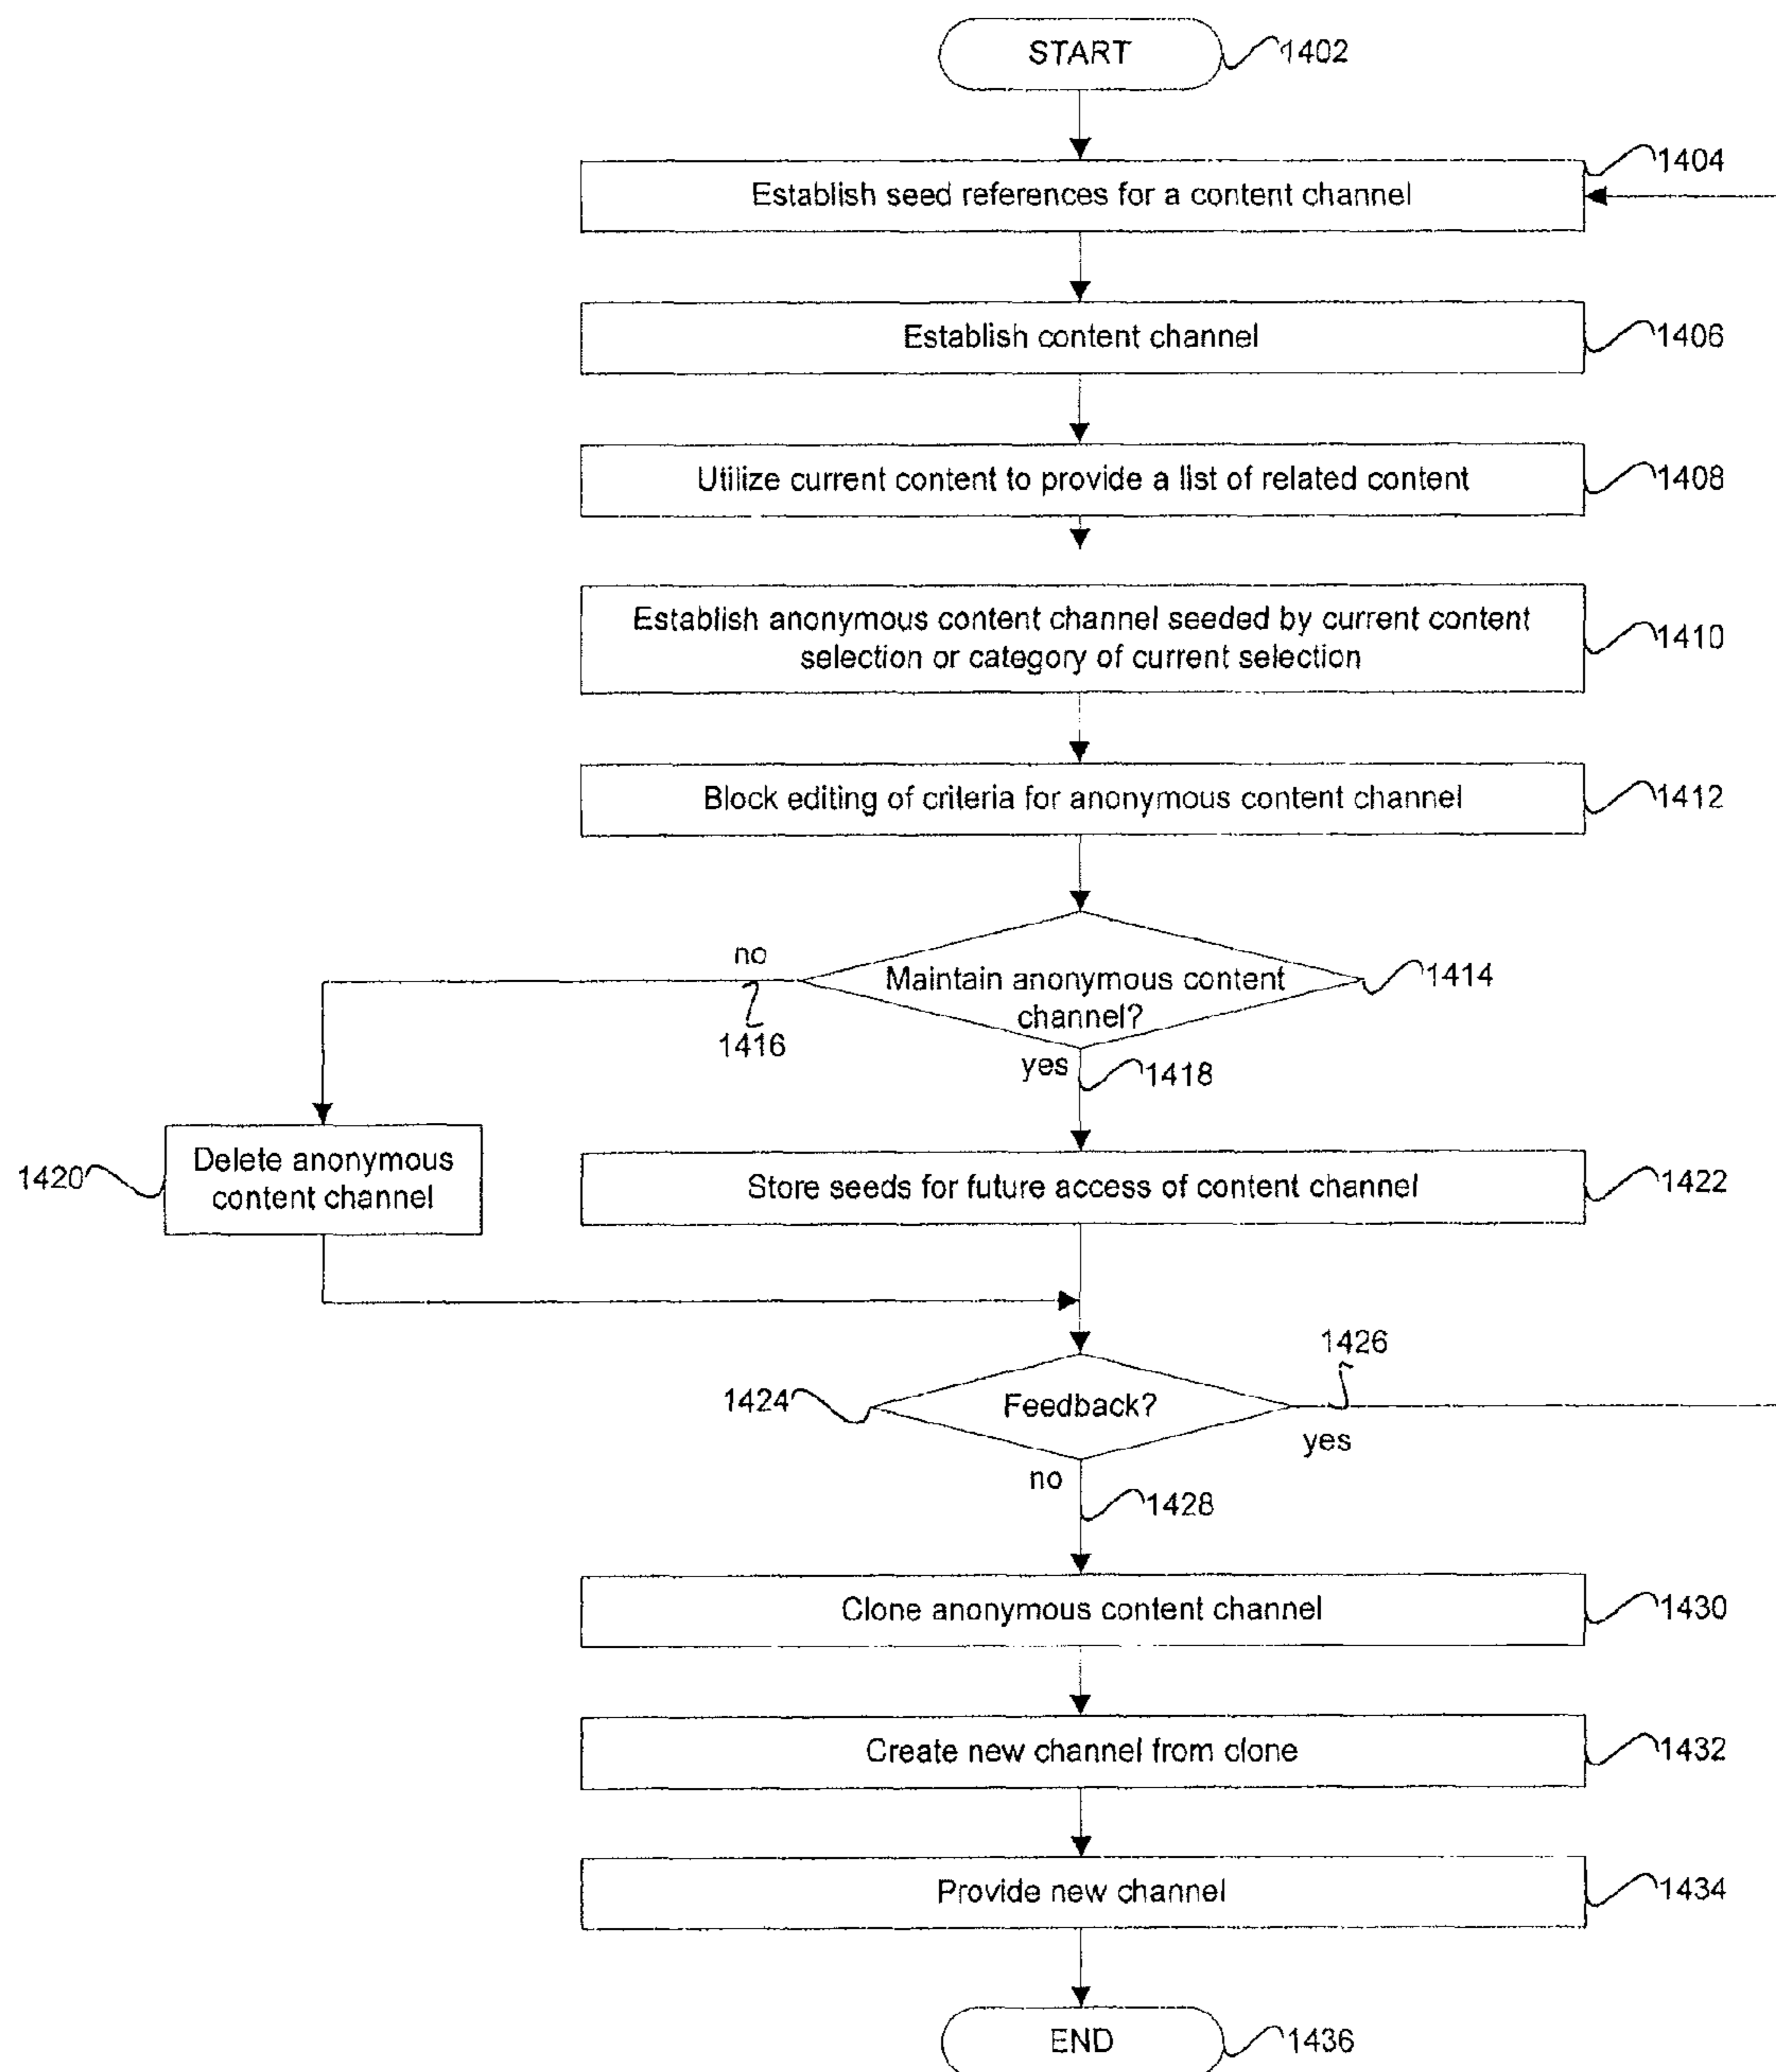 START
1402
1404
Establish seed references for a content channel
Establish content channel
1406
Utilize current content to provide a list of related content
1408
Establish anonymous content channel seeded by current content
selection or category of current selection
1410
Block editing of criteria for anonymous content channel
1412
no
Maintain anonymous content
channel?
1414
1416
yes
1418
Delete anonymous
content channel
1420
Store seeds for future access of content channel
1422
1426
1424
Feedback?
yes
no
1428
Clone anonymous content channel
1430
Create new channel from clone
1432
Provide new channel
1434
END
1436